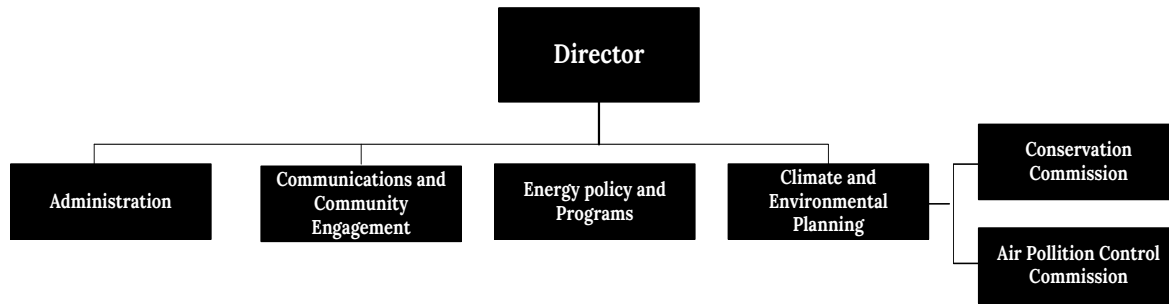 Director
Administration
Communications and
Community
Engagement
Energy policy and
Programs
Climate and
Environmental
Planning
Conservation
Commission
Air Pollition Control
Commission